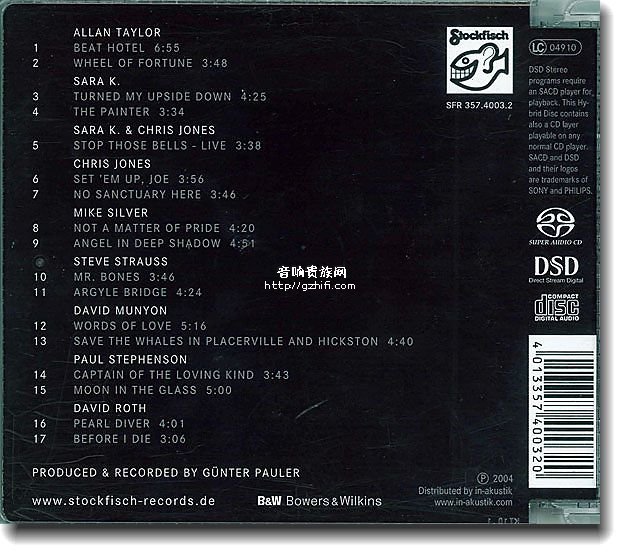 ALLAN TAYLOR
1 BEAT HOTEL 6:55
2 WHEEL OF FORTUNE 3:48
SARA K.
3 TURNED MY UPSIDE DOWN 4:25
4 THE PAINTER 3:34
SARA K. & CHRIS JONES
5 STOP THOSE BELLS - LIVE 3:38
CHRIS JONES
6 SET 'EM UP, JOE 3:56
7 NO SANCTUARY HERE 3:46
MIKE SILVER
8 NOT A MATTER OF PRIDE 4:20
9 ANGEL IN DEEP SHADOW 4:51
STEVE STRAUSS
10 MR. BONES 3:46
11 ARGYLE BRIDGE 4:24
DAVID MUNYON
12 WORDS OF LOVE 5:16
13 SAVE THE WHALES IN PLACERVILLE AND HICKSTON 4:40
PAUL STEPHENSON
14 CAPTAIN OF THE LOVING KIND 3:43
15 MOON IN THE GLASS 5:00
DAVID ROTH
16 PEARL DIVER 4:01
17 BEFORE I DIE 3:06
PRODUCED & RECORDED BY GÜNTER PAULER
www.stockfisch-records.de
B&W Bowers & Wilkins
音响贵族网
http://gzhifi.com
Stockfisch
SFR 357.4003.2
LC 04910
DSD Stereo
programs require
an SACD player for
playback. This Hy-
brid Disc contains
also a CD layer
playable on any
normal CD player.
SACD and DSD
and their logos
are trademarks of
SONY and PHILIPS.
SUPER AUDIO CD
DSD
Direct Stream Digital
COMPACT
disc
DIGITAL AUDIO
4 013357 400320
℗ 2004
Distributed by in-akustik
www.in-akustik.com